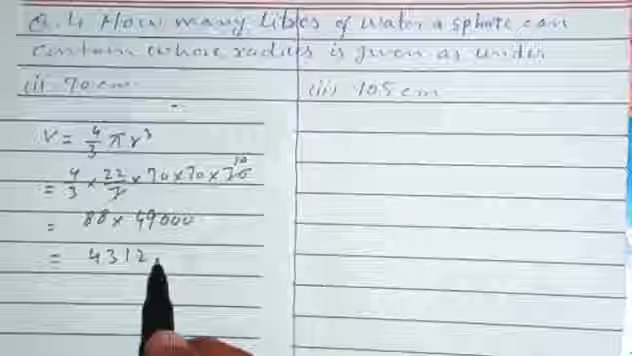 Q.4 How many litres of water a sphere can
contain whose radius is given as under
(i) 70 cm
(ii) 105 cm
V = 4/3 π r³
= 4/3 × 22/7 × 70 × 70 × 70 10
= 88 × 49000
= 4312